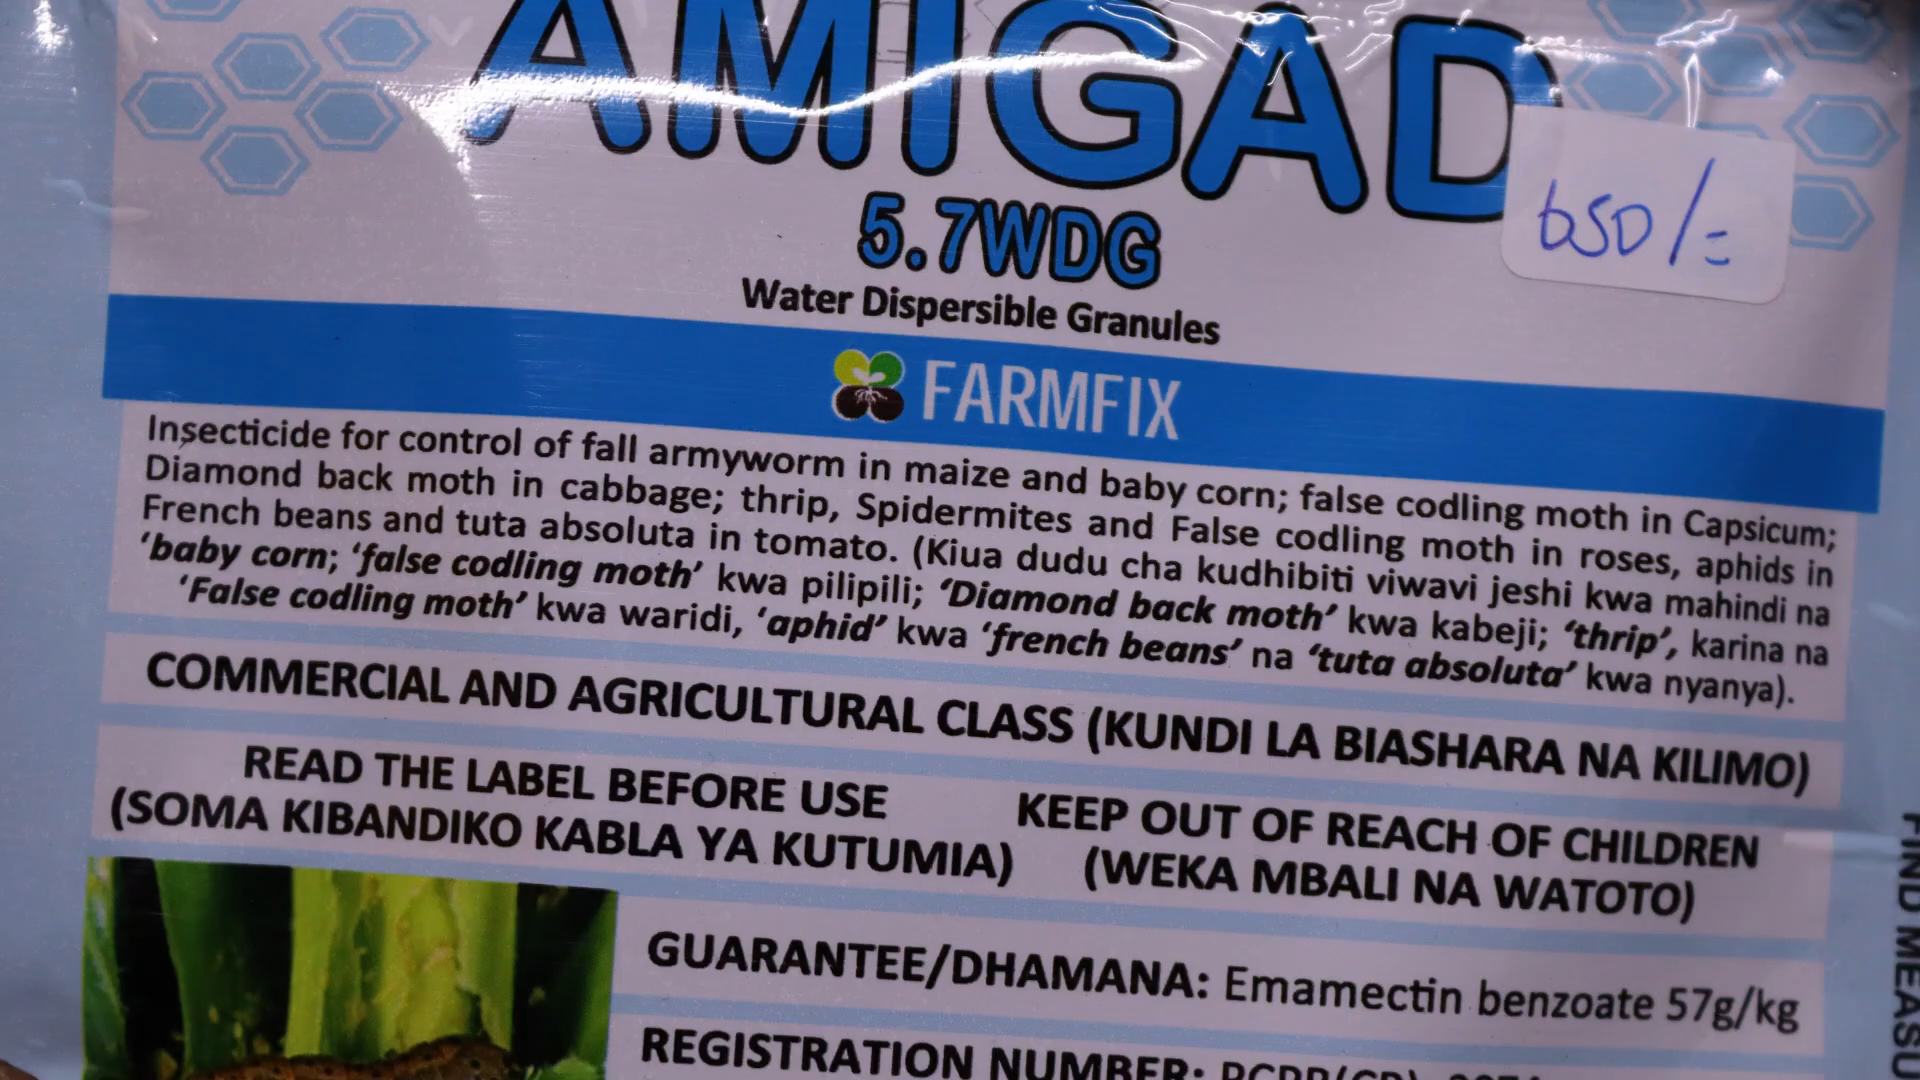 AMIGAD
650/=
5.7WDG
Water Dispersible Granules
FARMFIX
Insecticide for control of fall armyworm in maize and baby corn; false codling moth in Capsicum;
Diamond back moth in cabbage; thrip, Spidermites and False codling moth in roses, aphids in
French beans and tuta absoluta in tomato. (Kiua dudu cha kudhibiti viwavi jeshi kwa mahindi na
‘baby corn; ‘false codling moth’ kwa pilipili; ‘Diamond back moth’ kwa kabeji; ‘thrip’, karina na
‘False codling moth’ kwa waridi, ‘aphid’ kwa ‘french beans’ na ‘tuta absoluta’ kwa nyanya).
COMMERCIAL AND AGRICULTURAL CLASS (KUNDI LA BIASHARA NA KILIMO)
READ THE LABEL BEFORE USE
(SOMA KIBANDIKO KABLA YA KUTUMIA)
KEEP OUT OF REACH OF CHILDREN
(WEKA MBALI NA WATOTO)
GUARANTEE/DHAMANA: Emamectin benzoate 57g/kg
REGISTRATION NUMBER:
FIND MEASU